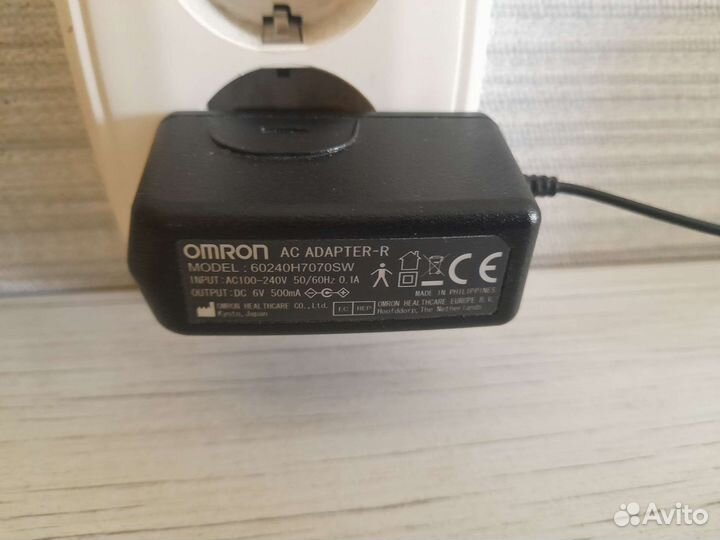 OMRON AC ADAPTER-R
MODEL : 60240H7070SW
INPUT:AC100-240V 50/60Hz 0.1A
OUTPUT:DC 6V 500mA
MADE IN PHILIPPINES
OMRON HEALTHCARE CO., Ltd.
Kyoto, Japan
EC REP
OMRON HEALTHCARE EUROPE B.V.
Hoofddorp, The Netherlands
CE
Avito